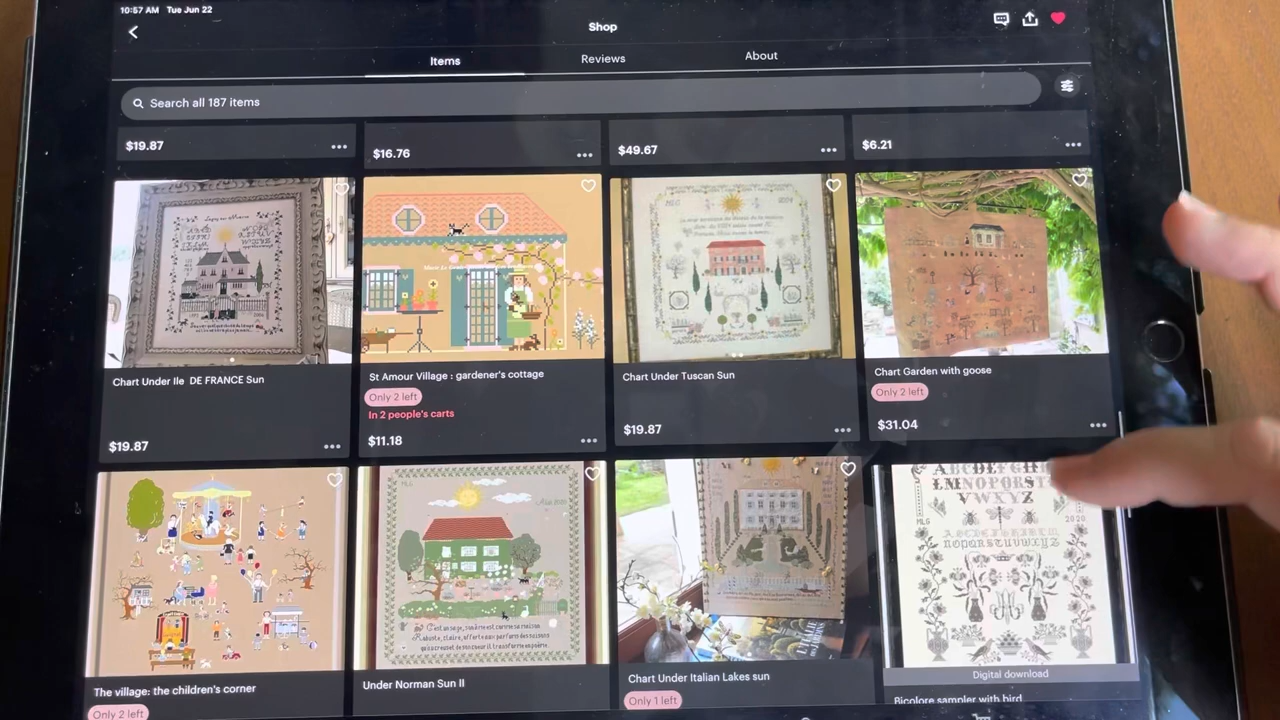 10:57 AM Tue Jun 22
Shop
Items Reviews About
Search all 187 items
$19.87
$16.76
$49.67
$6.21
Chart Under Ile DE FRANCE Sun
$19.87
St Amour Village : gardener's cottage
Only 2 left
In 2 people's carts
$11.18
Chart Under Tuscan Sun
$19.87
Chart Garden with goose
Only 2 left
$31.04
The village: the children's corner
Only 2 left
MLG
Under Norman Sun II
Chart Under Italian Lakes sun
Only 1 left
MLG 2020
Digital download
Bicolore sampler with bird